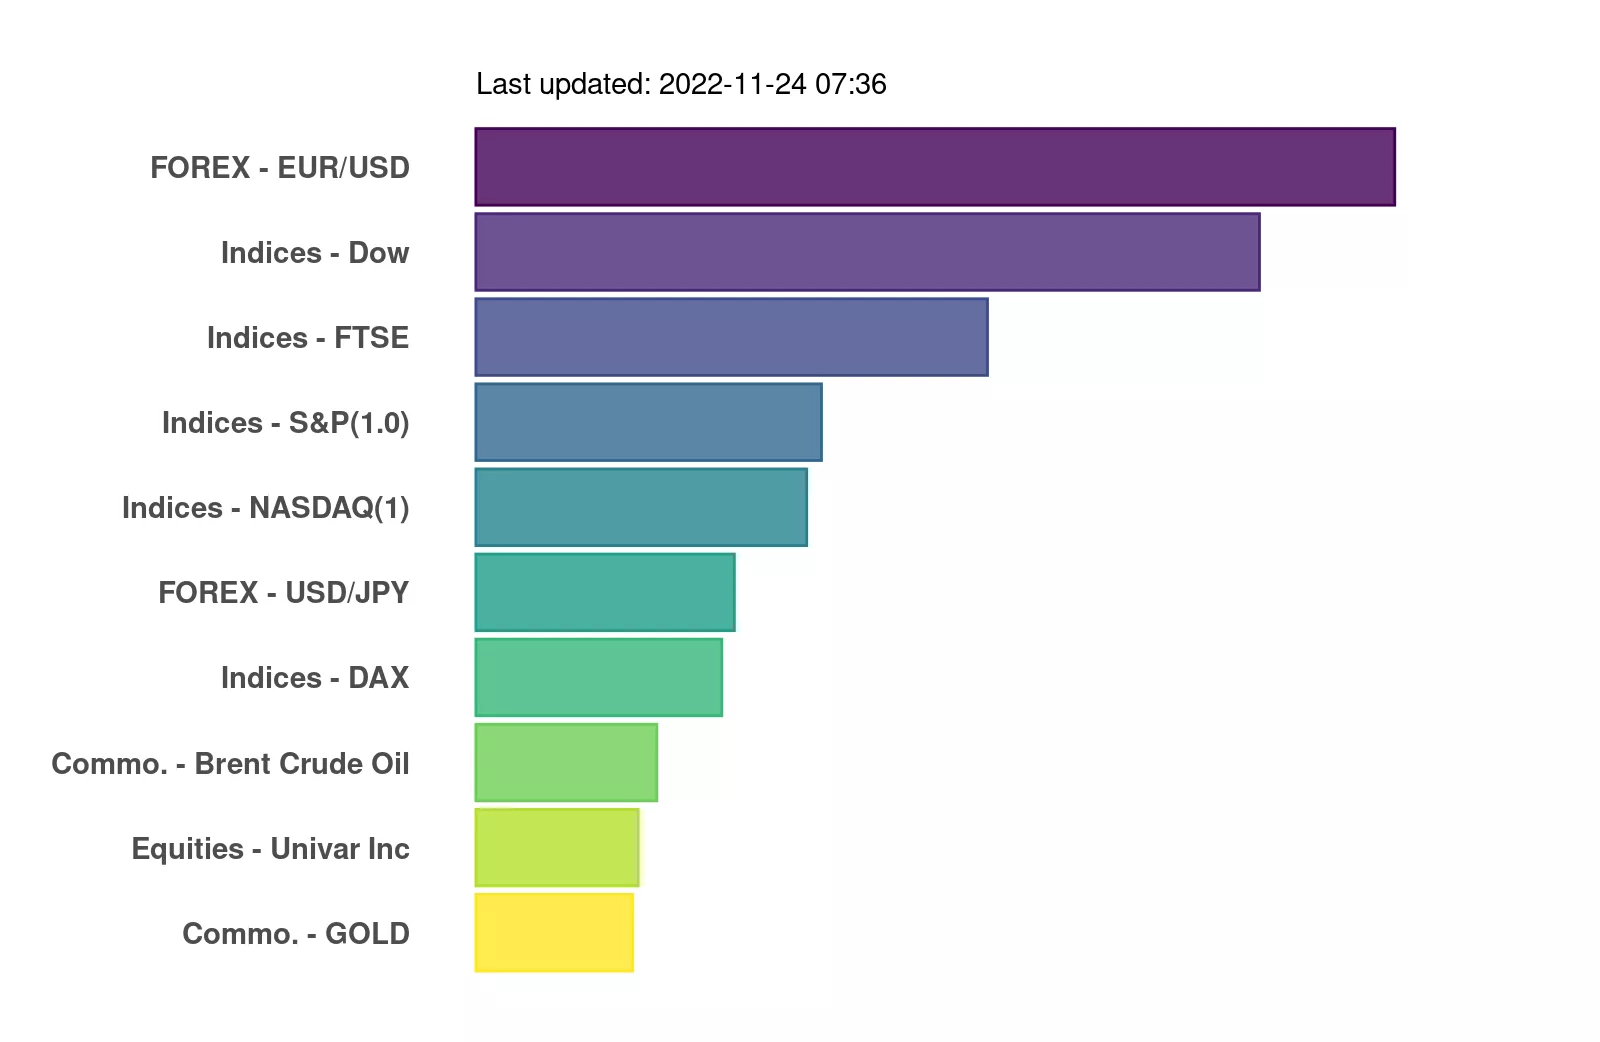 Last updated: 2022-11-24 07:36
FOREX - EUR/USD
Indices - Dow
Indices - FTSE
Indices - S&P(1.0)
Indices - NASDAQ(1)
FOREX - USD/JPY
Indices - DAX
Commo. - Brent Crude Oil
Equities - Univar Inc
Commo. - GOLD